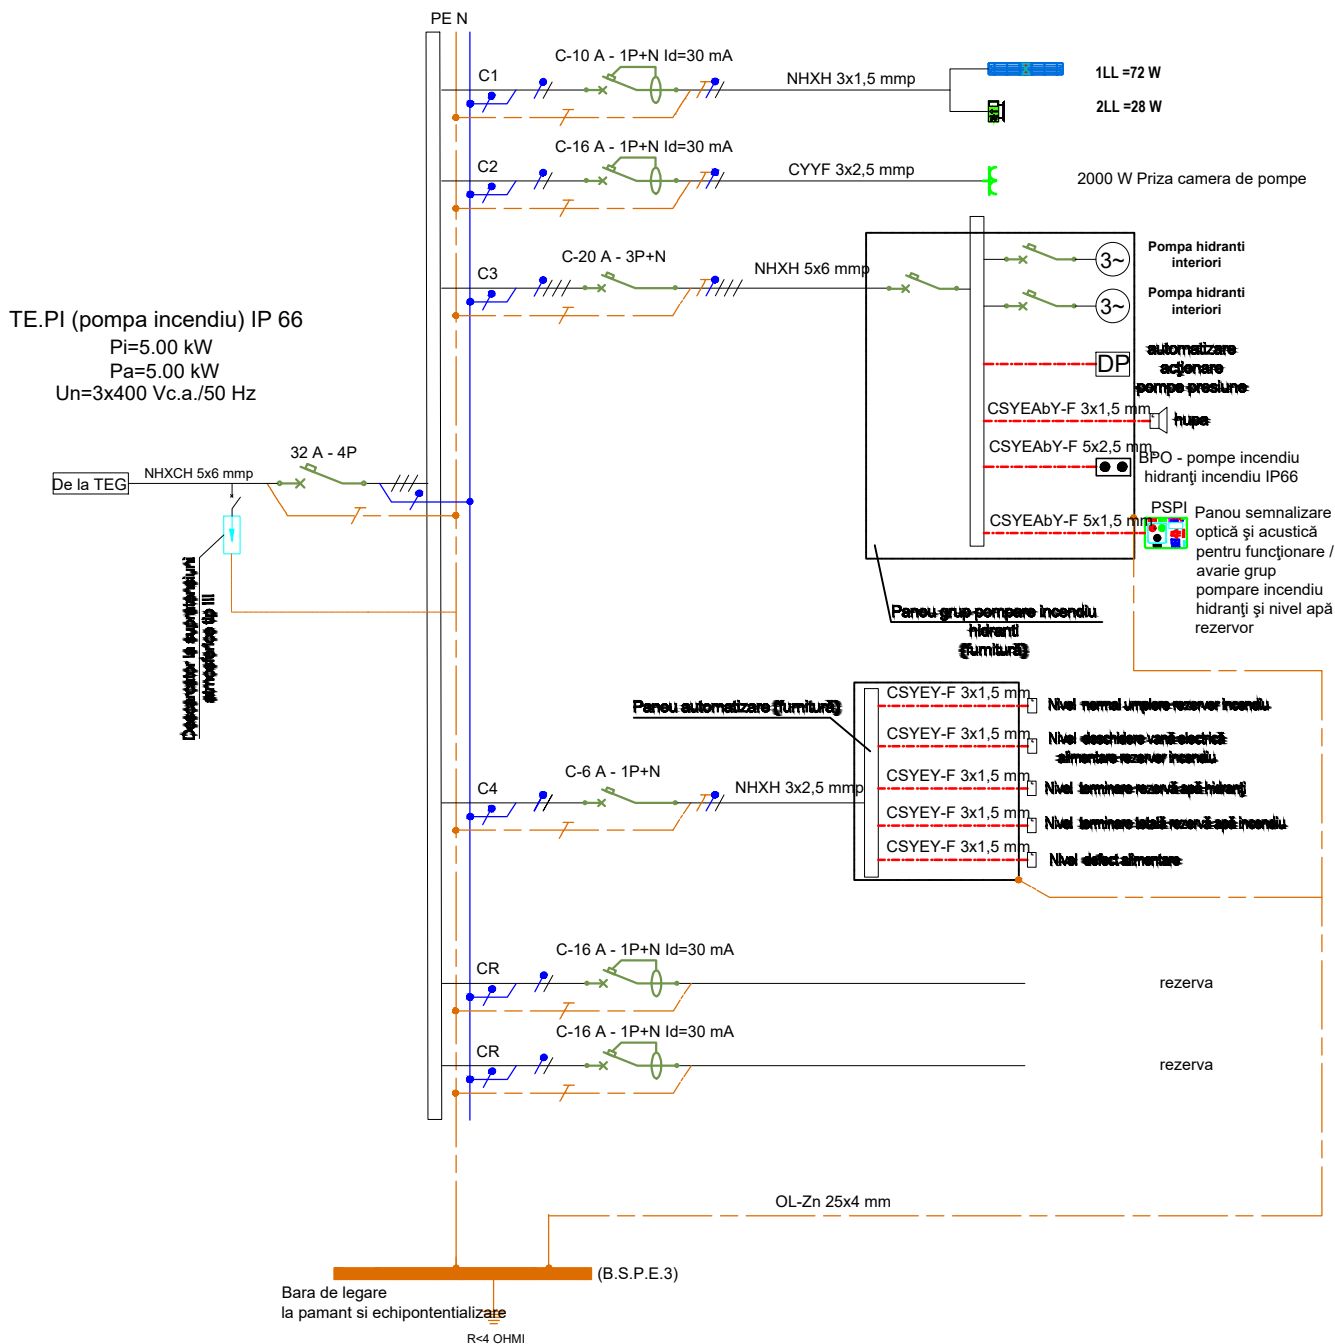 PE N
C1
C-10 A - 1P+N Id=30 mA
NHXH 3x1,5 mmp
1LL =72 W
2LL =28 W
C2
C-16 A - 1P+N Id=30 mA
CYYF 3x2,5 mmp
2000 W Priza camera de pompe
C3
C-20 A - 3P+N
NHXH 5x6 mmp
Pompa hidranti
interiori
3~
Pompa hidranti
interiori
3~
TE.PI (pompa incendiu) IP 66
Pi=5.00 kW
Pa=5.00 kW
Un=3x400 Vc.a./50 Hz
DP
automatizare
acţionare
pompe presiune
CSYEAbY-F 3x1,5 mm
hupa
CSYEAbY-F 5x2,5 mm
BPO - pompe incendiu
hidranţi incendiu IP66
CSYEAbY-F 5x1,5 mm
PSPI
Panou semnalizare
optică şi acustică
pentru funcţionare /
avarie grup
pompare incendiu
hidranţi şi nivel apă
rezervor
De la TEG
NHXCH 5x6 mmp
32 A - 4P
Descarcator la supratensiuni
atmosferice tip III
Panou grup pompare incendiu
hidranti
(furnitură)
Panou automatizare (furnitură)
CSYEY-F 3x1,5 mm
Nivel normal umplere rezervor incendiu
CSYEY-F 3x1,5 mm
Nivel deschidere vană electrică
alimentare rezervor incendiu
CSYEY-F 3x1,5 mm
Nivel terminare rezervă apă hidranţi
CSYEY-F 3x1,5 mm
Nivel terminare totală rezervă apă incendiu
CSYEY-F 3x1,5 mm
Nivel defect alimentare
C4
C-6 A - 1P+N
NHXH 3x2,5 mmp
CR
C-16 A - 1P+N Id=30 mA
rezerva
CR
C-16 A - 1P+N Id=30 mA
rezerva
OL-Zn 25x4 mm
(B.S.P.E.3)
Bara de legare
la pamant si echipontentializare
R<4 OHMI